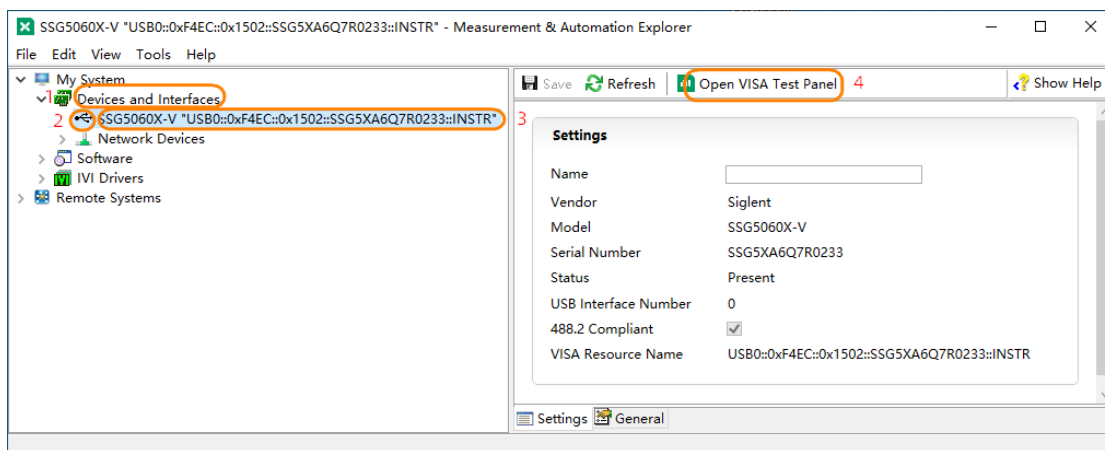 SSG5060X-V "USB0::0xF4EC::0x1502::SSG5XA6Q7R0233::INSTR" - Measurement & Automation Explorer
File Edit View Tools Help
My System
1 Devices and Interfaces
2 SSG5060X-V "USB0::0xF4EC::0x1502::SSG5XA6Q7R0233::INSTR" 3
Network Devices
Software
IVI Drivers
Remote Systems
Save Refresh Open VISA Test Panel 4 Show Help
Settings
Name
Vendor Siglent
Model SSG5060X-V
Serial Number SSG5XA6Q7R0233
Status Present
USB Interface Number 0
488.2 Compliant
VISA Resource Name USB0::0xF4EC::0x1502::SSG5XA6Q7R0233::INSTR
Settings General